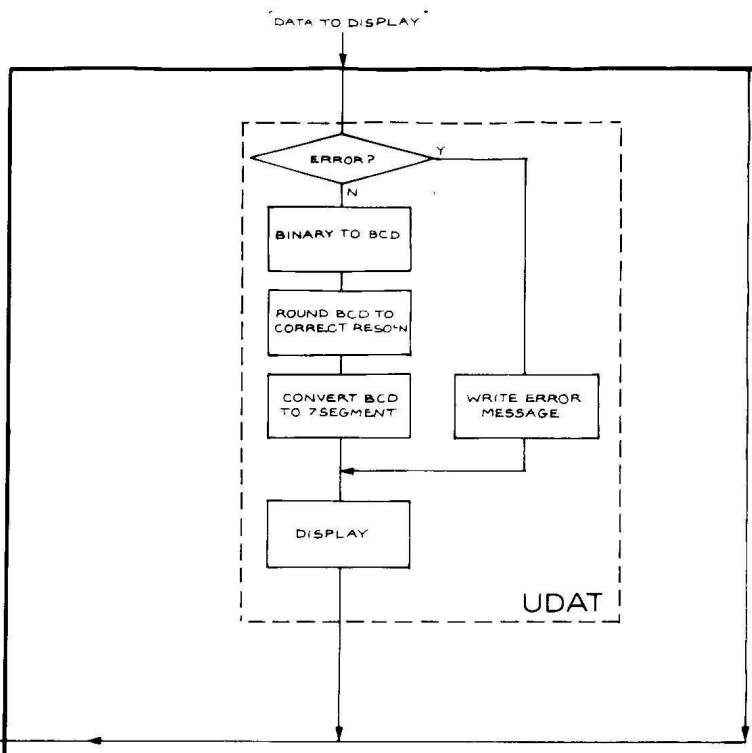 "DATA TO DISPLAY"
ERROR?
Y
N
BINARY TO BCD
ROUND BCD TO
CORRECT RESO'N
CONVERT BCD
TO 7SEGMENT
WRITE ERROR
MESSAGE
DISPLAY
UDAT